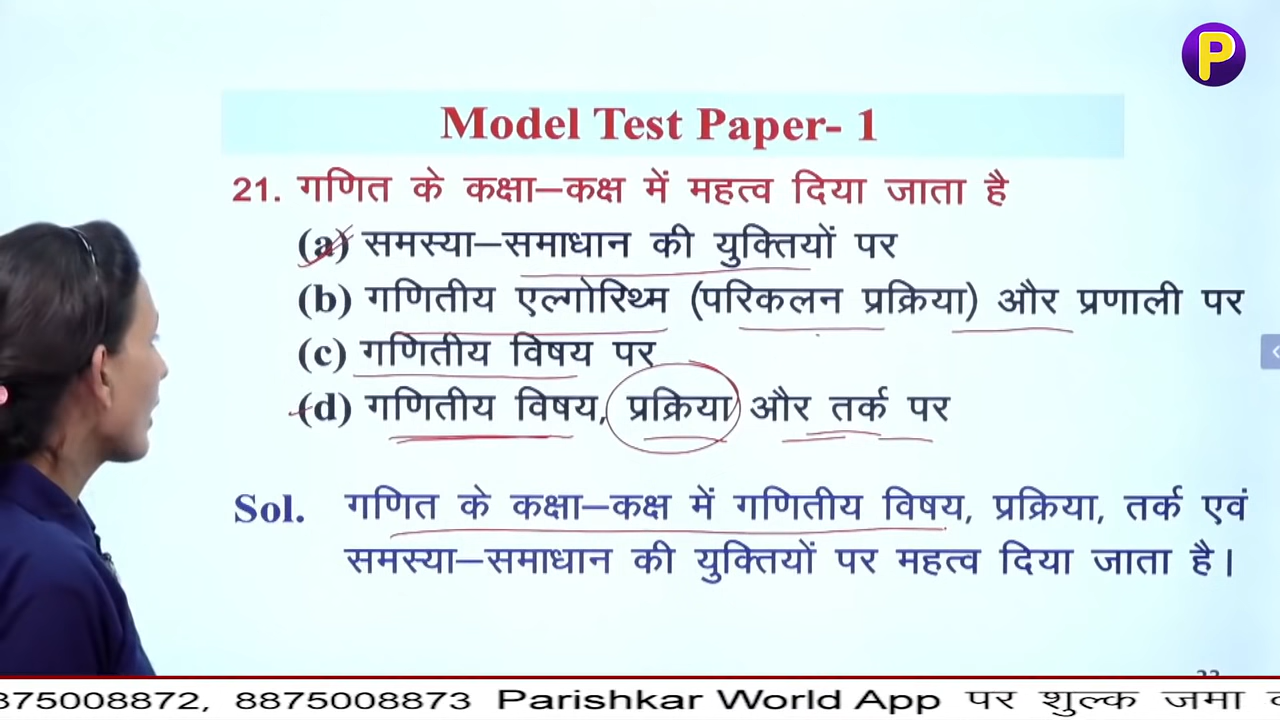 P
Model Test Paper- 1
21. गणित के कक्षा–कक्ष में महत्व दिया जाता है
(a) समस्या–समाधान की युक्तियों पर
(b) गणितीय एल्गोरिथ्म (परिकलन प्रक्रिया) और प्रणाली पर
(c) गणितीय विषय पर
(d) गणितीय विषय, प्रक्रिया और तर्क पर
Sol. गणित के कक्षा–कक्ष में गणितीय विषय, प्रक्रिया, तर्क एवं
समस्या–समाधान की युक्तियों पर महत्व दिया जाता है।
875008872, 8875008873 Parishkar World App पर शुल्क जमा